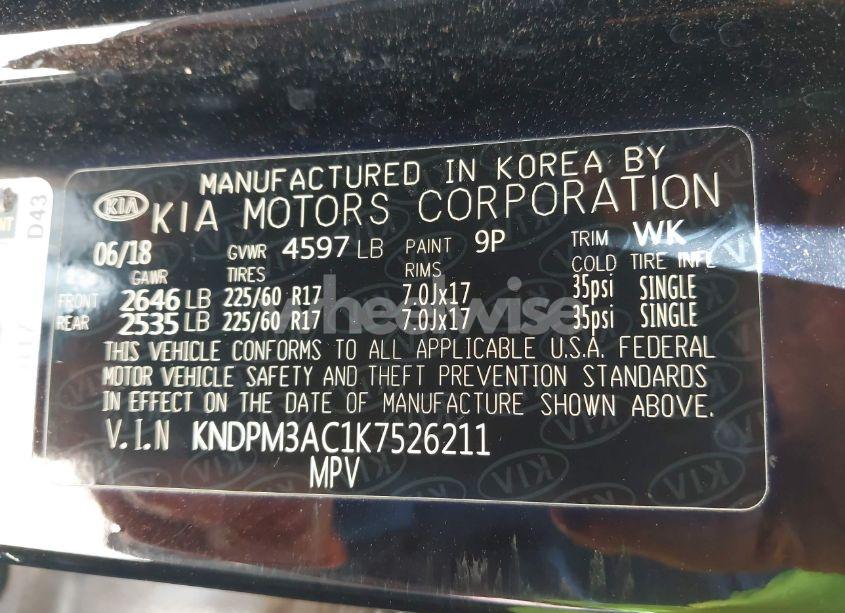 MANUFACTURED IN KOREA BY
KIA KIA MOTORS CORPORATION
06/18 GVWR 4597 LB PAINT 9P TRIM WK
GAWR TIRES RIMS COLD TIRE INFL
FRONT 2646 LB 225/60 R17 7.0Jx17 35psi SINGLE
REAR 2535 LB 225/60 R17 7.0Jx17 35psi SINGLE
THIS VEHICLE CONFORMS TO ALL APPLICABLE U.S.A. FEDERAL
MOTOR VEHICLE SAFETY AND THEFT PREVENTION STANDARDS
IN EFFECT ON THE DATE OF MANUFACTURE SHOWN ABOVE.
V.I.N KNDPM3AC1K7526211
MPV
wheelwise
D43